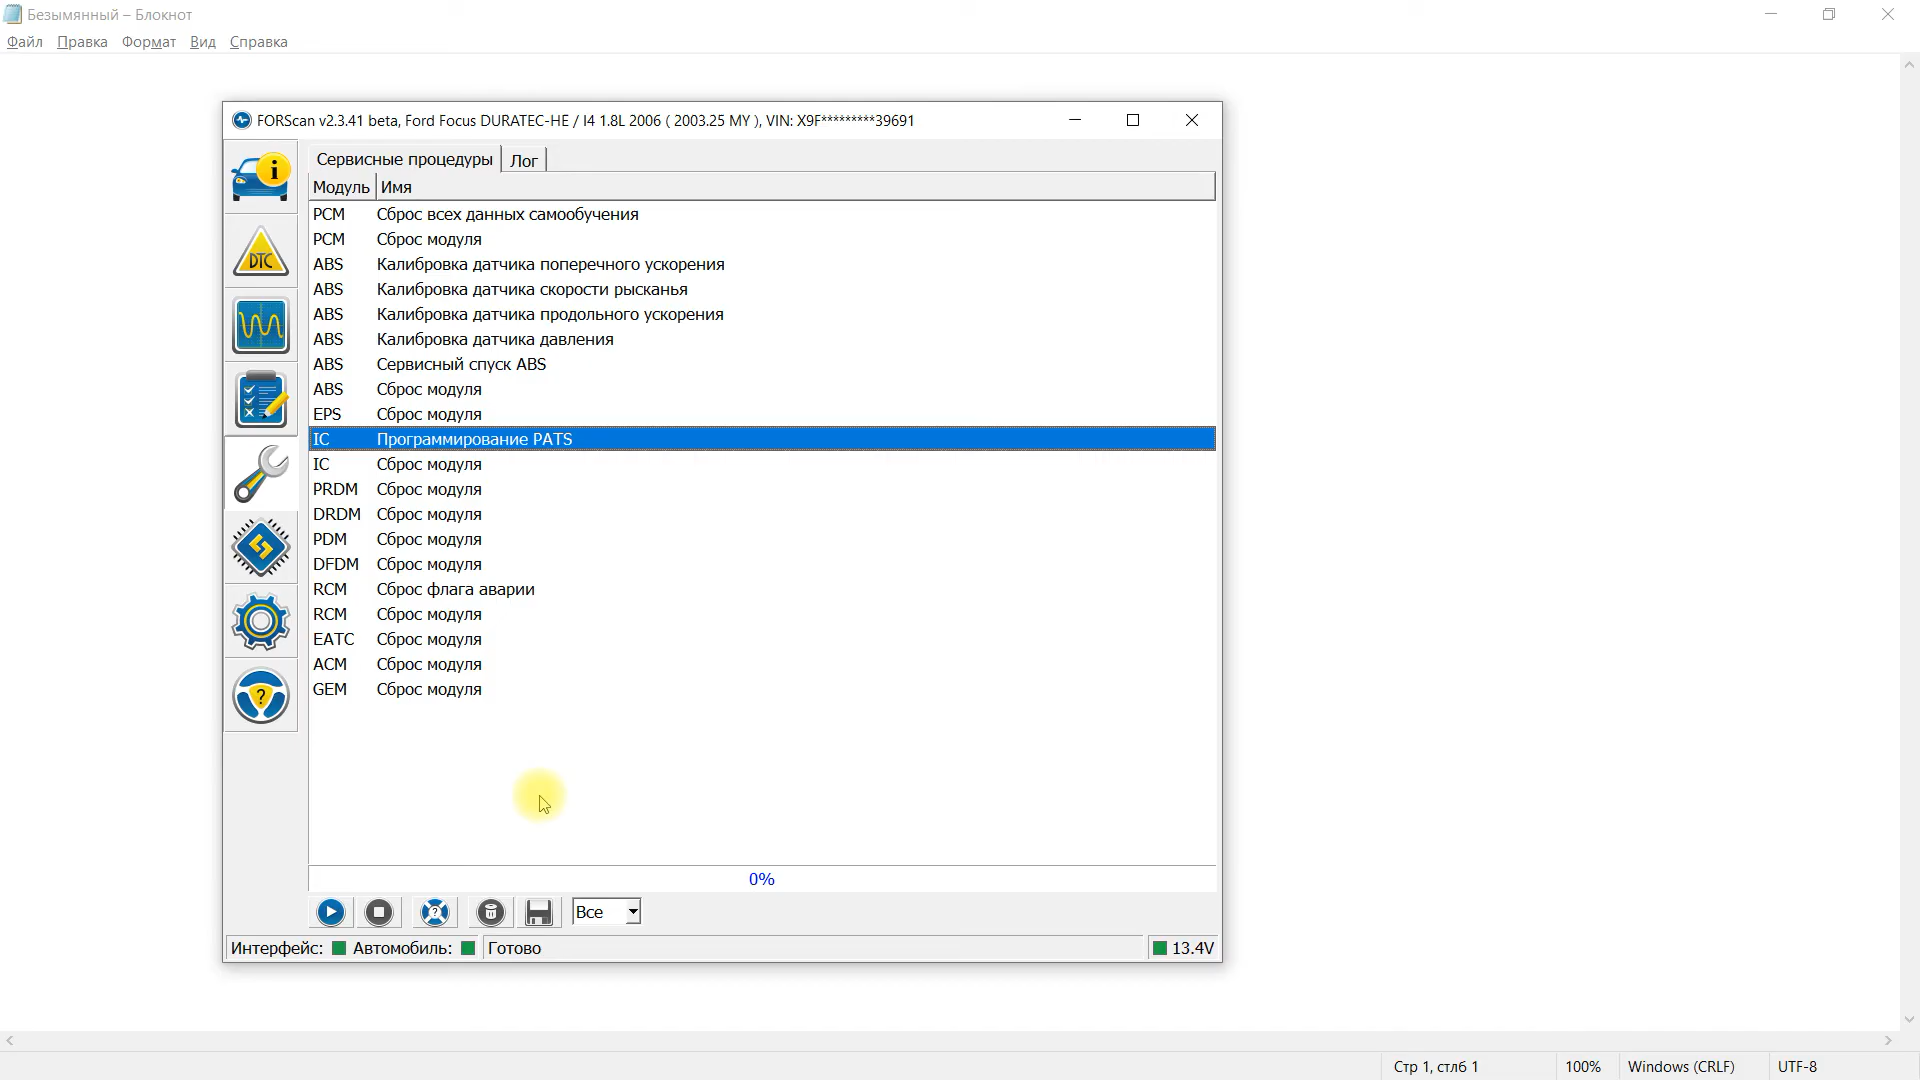 Безымянный – Блокнот
Файл Правка Формат Вид Справка
FORScan v2.3.41 beta, Ford Focus DURATEC-HE / I4 1.8L 2006 ( 2003.25 MY ), VIN: X9F*********39691
Сервисные процедуры Лог
Модуль Имя
PCM Сброс всех данных самообучения
PCM Сброс модуля
ABS Калибровка датчика поперечного ускорения
ABS Калибровка датчика скорости рысканья
ABS Калибровка датчика продольного ускорения
ABS Калибровка датчика давления
ABS Сервисный спуск ABS
ABS Сброс модуля
EPS Сброс модуля
IC Программирование PATS
IC Сброс модуля
PRDM Сброс модуля
DRDM Сброс модуля
PDM Сброс модуля
DFDM Сброс модуля
RCM Сброс флага аварии
RCM Сброс модуля
EATC Сброс модуля
ACM Сброс модуля
GEM Сброс модуля
i
DTC
?
0%
? Все
Интерфейс: Автомобиль: Готово 13.4V
Стр 1, стлб 1 100% Windows (CRLF) UTF-8